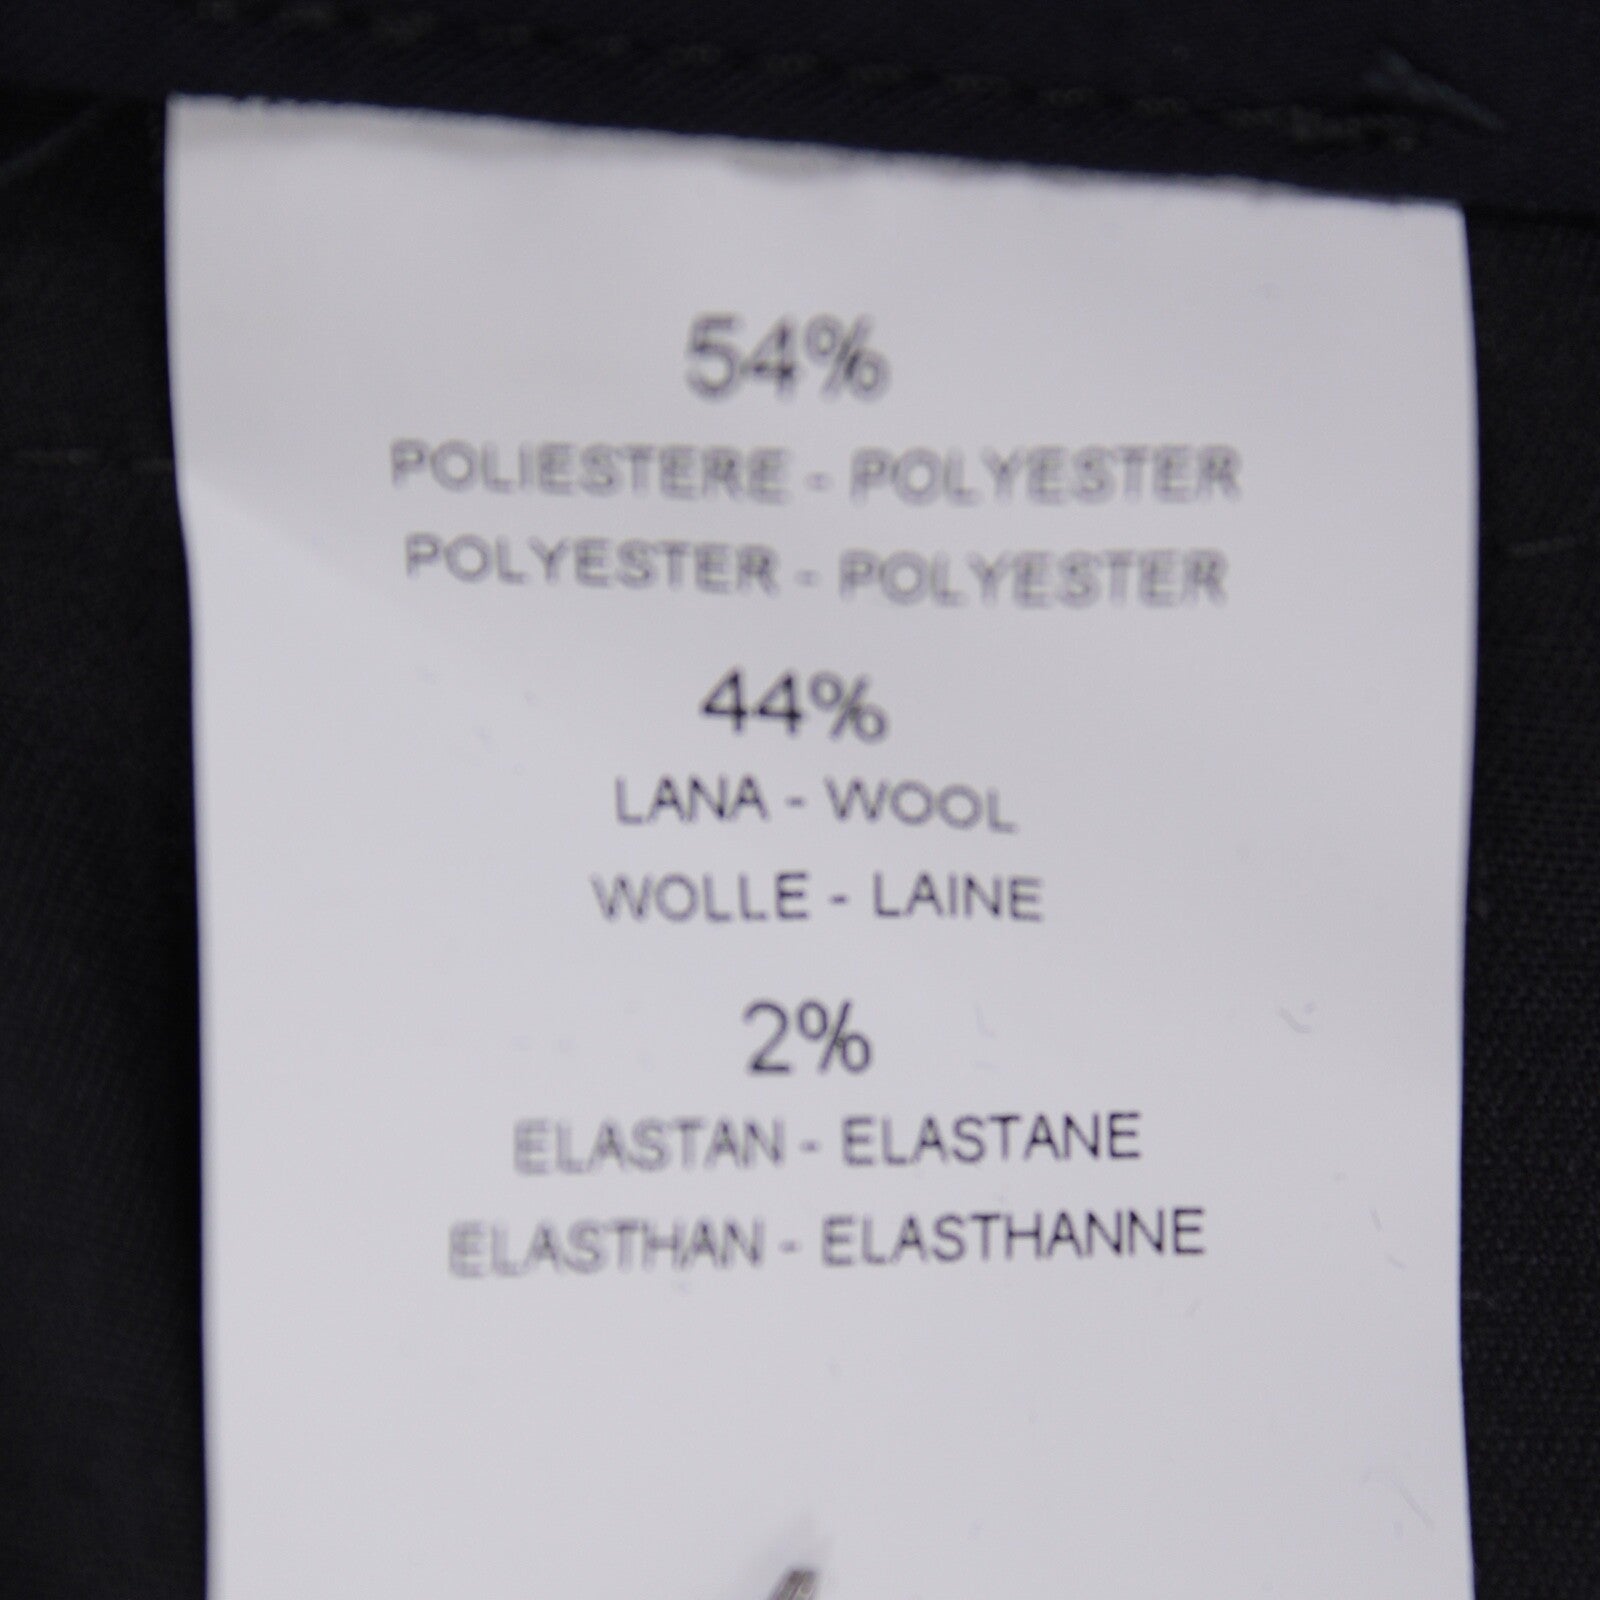 54%
POLIESTERE - POLYESTER
POLYESTER - POLYESTER
44%
LANA - WOOL
WOLLE - LAINE
2%
ELASTAN - ELASTANE
ELASTHAN - ELASTHANNE